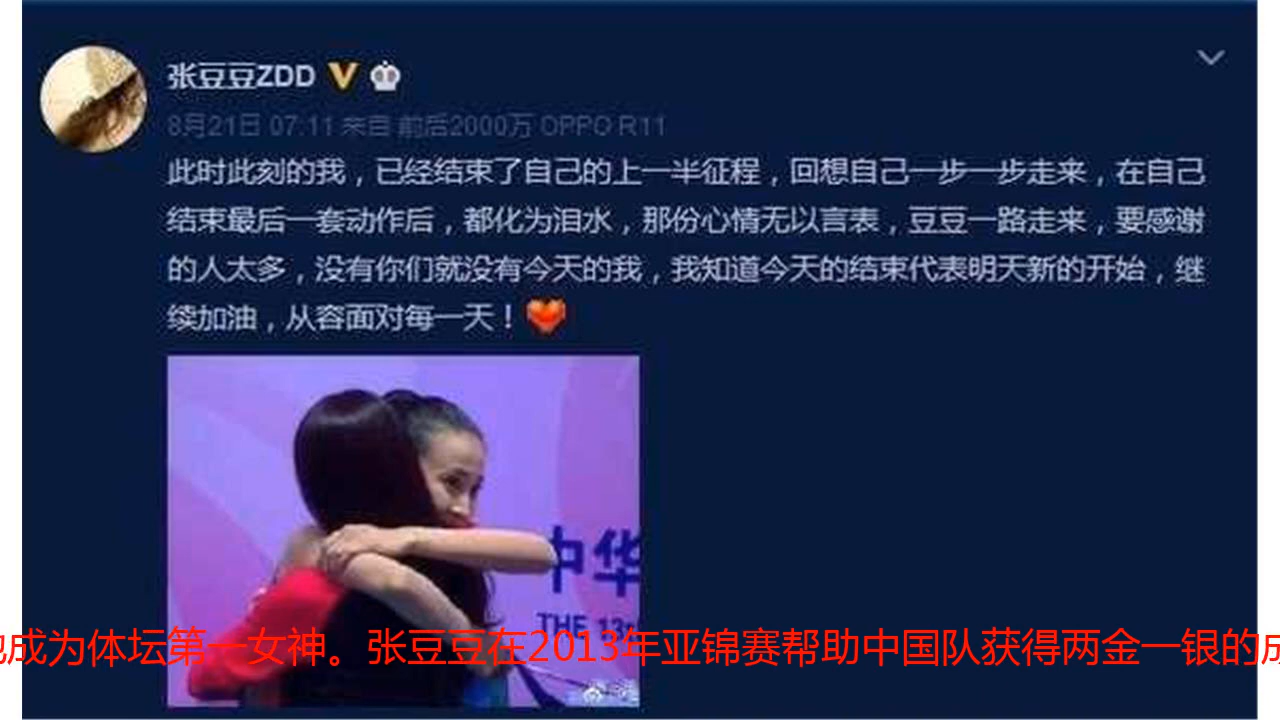 张豆豆ZDD
8月21日 07:11 来自 前后2000万 OPPO R11
此时此刻的我，已经结束了自己的上一半征程，回想自己一步一步走来，在自己
结束最后一套动作后，都化为泪水，那份心情无以言表，豆豆一路走来，要感谢
的人太多，没有你们就没有今天的我，我知道今天的结束代表明天新的开始，继
续加油，从容面对每一天！
中华
THE 13
成为体坛第一女神。张豆豆在2013年亚锦赛帮助中国队获得两金一银的成